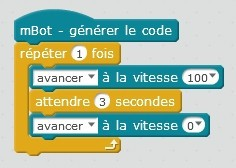 mBot - générer le code
répéter 1 fois
avancer à la vitesse 100
attendre 3 secondes
avancer à la vitesse 0